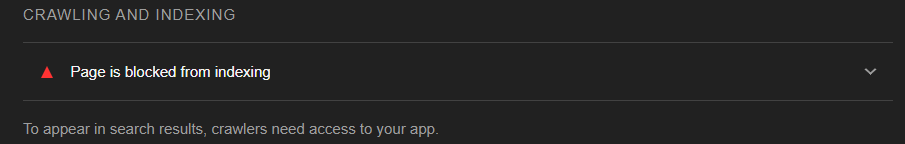 CRAWLING AND INDEXING
Page is blocked from indexing
To appear in search results, crawlers need access to your app.